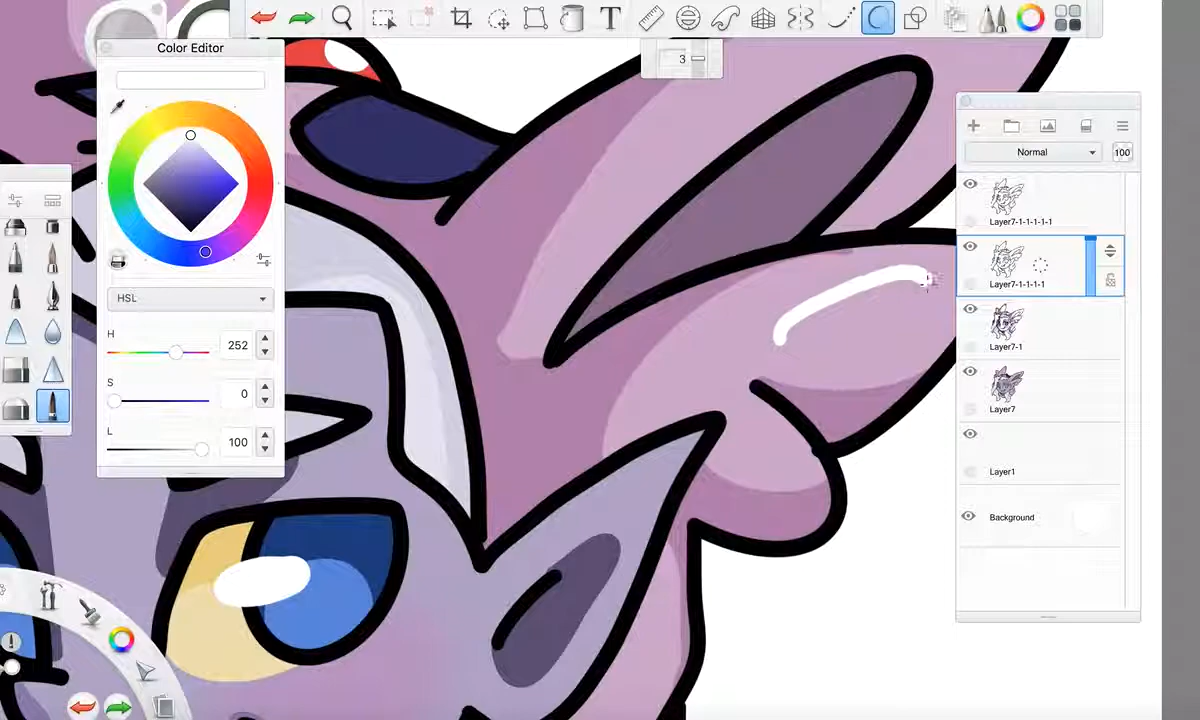 T
Color Editor
3
Normal
100
Layer7-1-1-1-1-1
Layer7-1-1-1-1
HSL
H
252
Layer7-1
S
0
Layer7
L
100
Layer1
Background